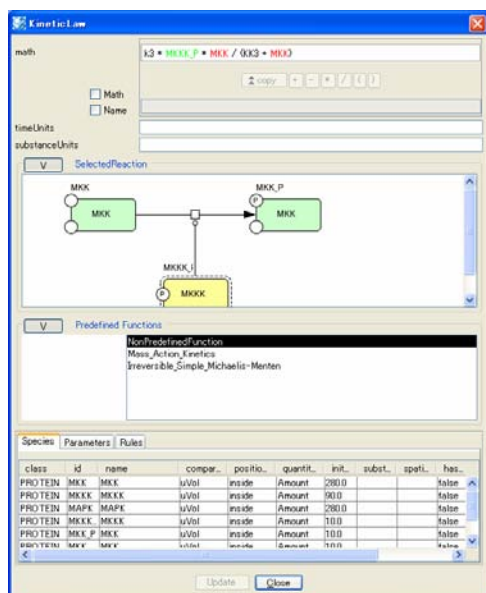 KineticLaw
math
k3 * MKKK_P * MKK / (KK3 + MKK)
copy + - * / ( )
Math
Name
timeUnits
substanceUnits
V SelectedReaction
MKK MKK_P
P
MKK MKK
P MKKK
V Predefined Functions
NonPredefinedFunction
Mass_Action_Kinetics
Irreversible_Simple_Michaelis-Menten
Species Parameters Rules
class id name compar... positio... quantit... init... subst... spati... has...
PROTEIN MKK MKK uVol inside Amount 280.0 false
PROTEIN MKKK MKKK uVol inside Amount 90.0 false
PROTEIN MAPK MAPK uVol inside Amount 280.0 false
PROTEIN MKKK_ MKKK uVol inside Amount 10.0 false
PROTEIN MKK_P MKK uVol inside Amount 10.0 false
Update Close